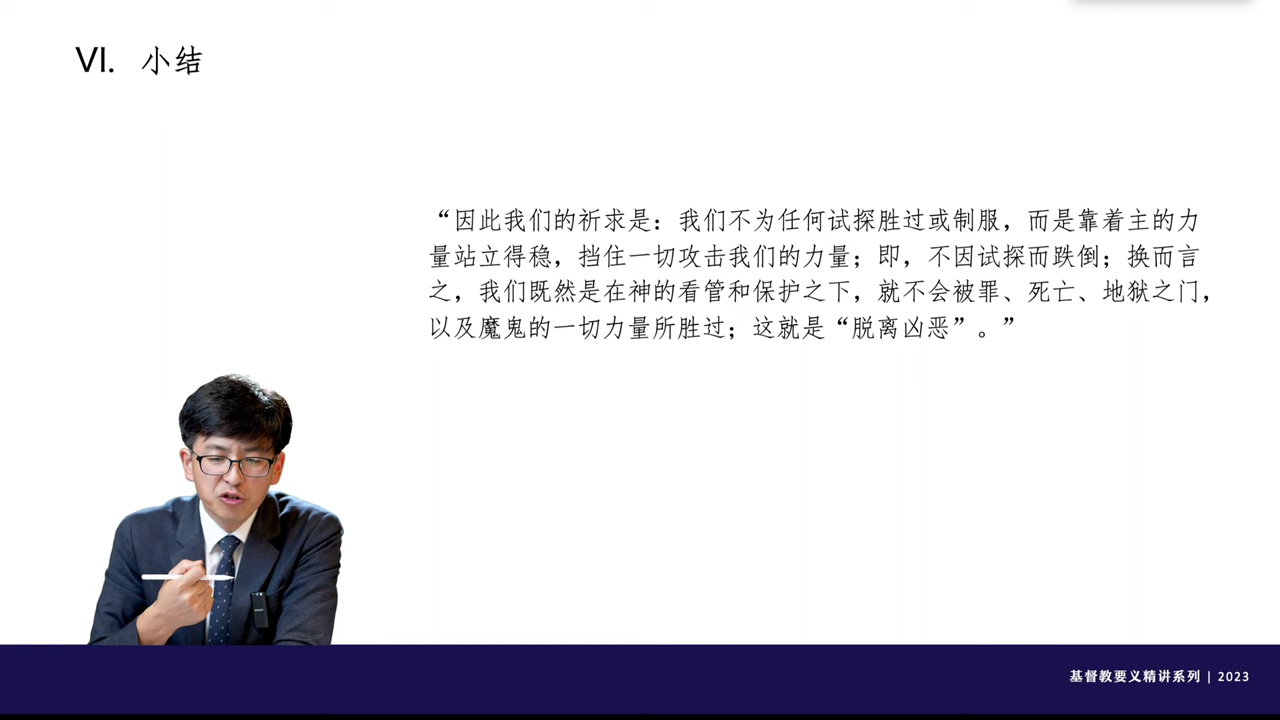 VI. 小结
“因此我们的祈求是：我们不为任何试探胜过或制服，而是靠着主的力
量站立得稳，挡住一切攻击我们的力量；即，不因试探而跌倒；换而言
之，我们既然是在神的看管和保护之下，就不会被罪、死亡、地狱之门，
以及魔鬼的一切力量所胜过；这就是“脱离凶恶”。”
基督教要义精讲系列 | 2023